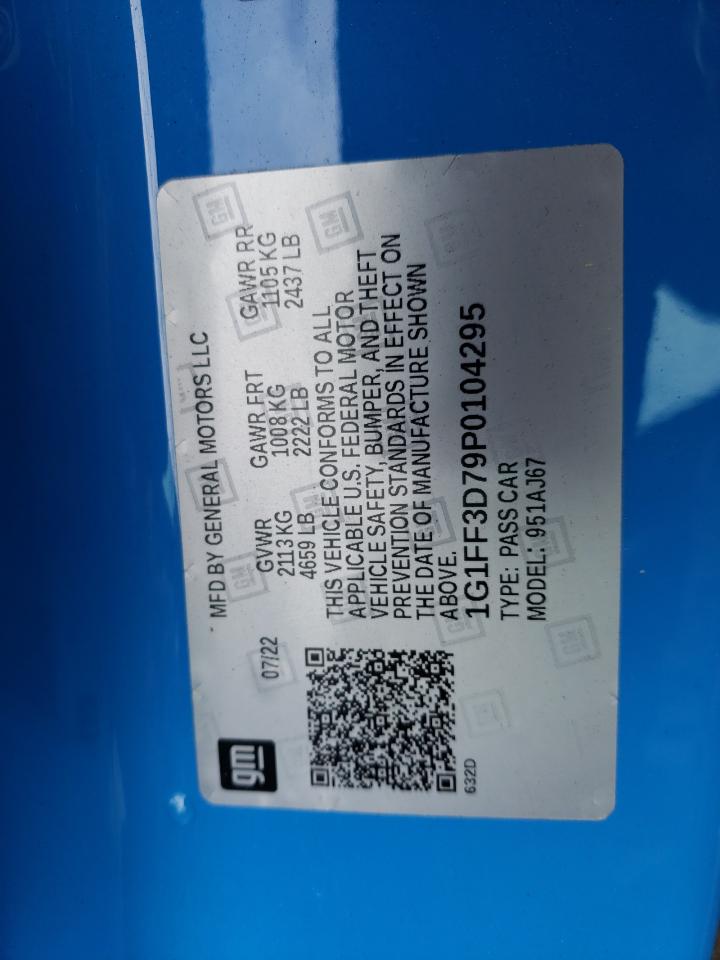 gm
07/22
MFD BY GENERAL MOTORS LLC
GVWR GAWR FRT GAWR RR
2113 KG 1008 KG 1105 KG
4659 LB 2222 LB 2437 LB
THIS VEHICLE CONFORMS TO ALL
APPLICABLE U.S. FEDERAL MOTOR
VEHICLE SAFETY, BUMPER, AND THEFT
PREVENTION STANDARDS IN EFFECT ON
THE DATE OF MANUFACTURE SHOWN
ABOVE.
1G1FF3D79P0104295
TYPE: PASS CAR
MODEL: 951AJ67
632D